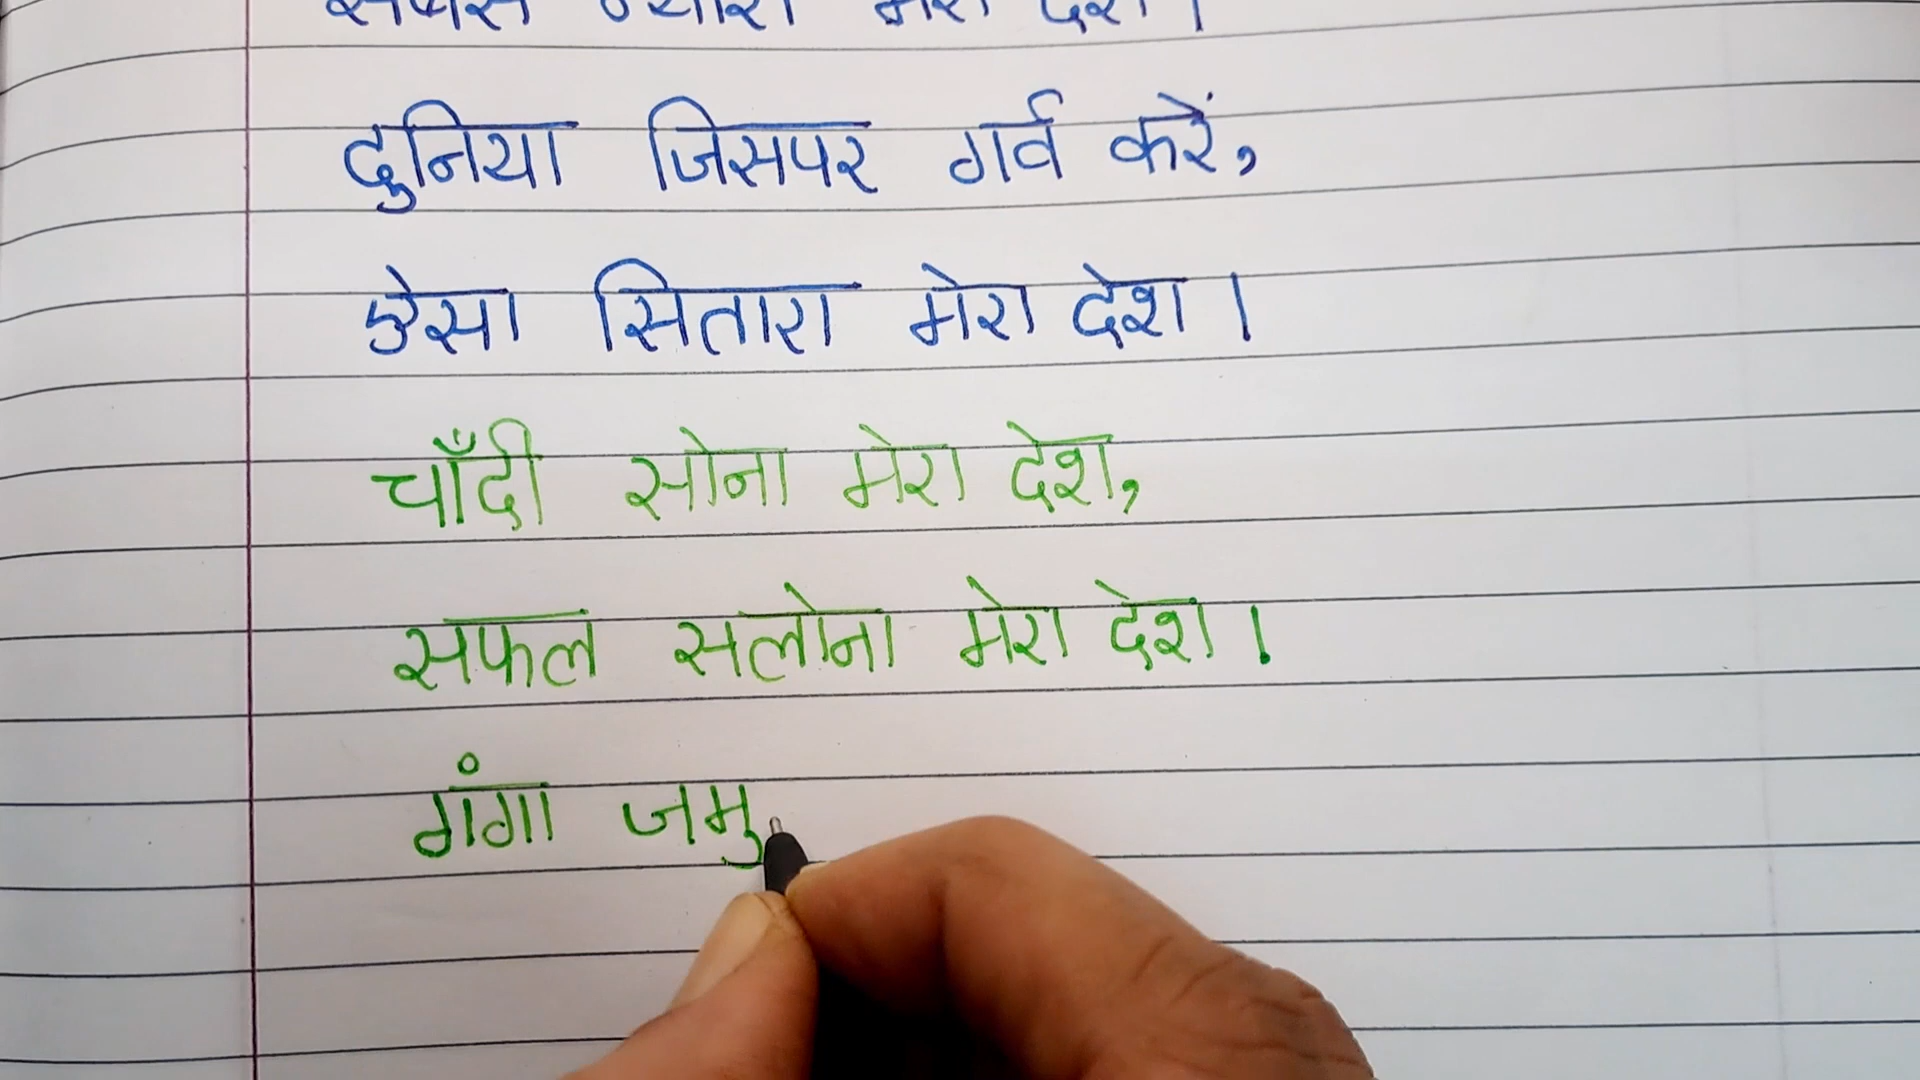 मेरा देश।
दुनिया जिसपर गर्व करें,
ऐसा सितारा मेरा देश।
चाँदी सोना मेरा देश,
सफल सलोना मेरा देश।
गंगा जमु